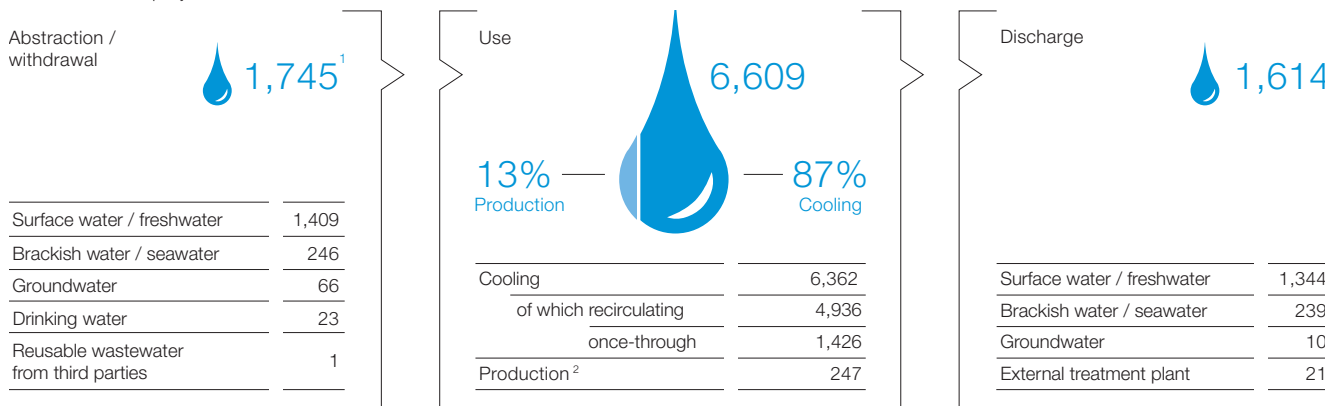 Abstraction /
withdrawal
1,745¹
Surface water / freshwater 1,409
Brackish water / seawater 246
Groundwater 66
Drinking water 23
Reusable wastewater
from third parties 1
Use
6,609
13%
Production
87%
Cooling
Cooling 6,362
of which recirculating 4,936
once-through 1,426
Production ² 247
Discharge
1,614
Surface water / freshwater 1,344
Brackish water / seawater 239
Groundwater 10
External treatment plant 21